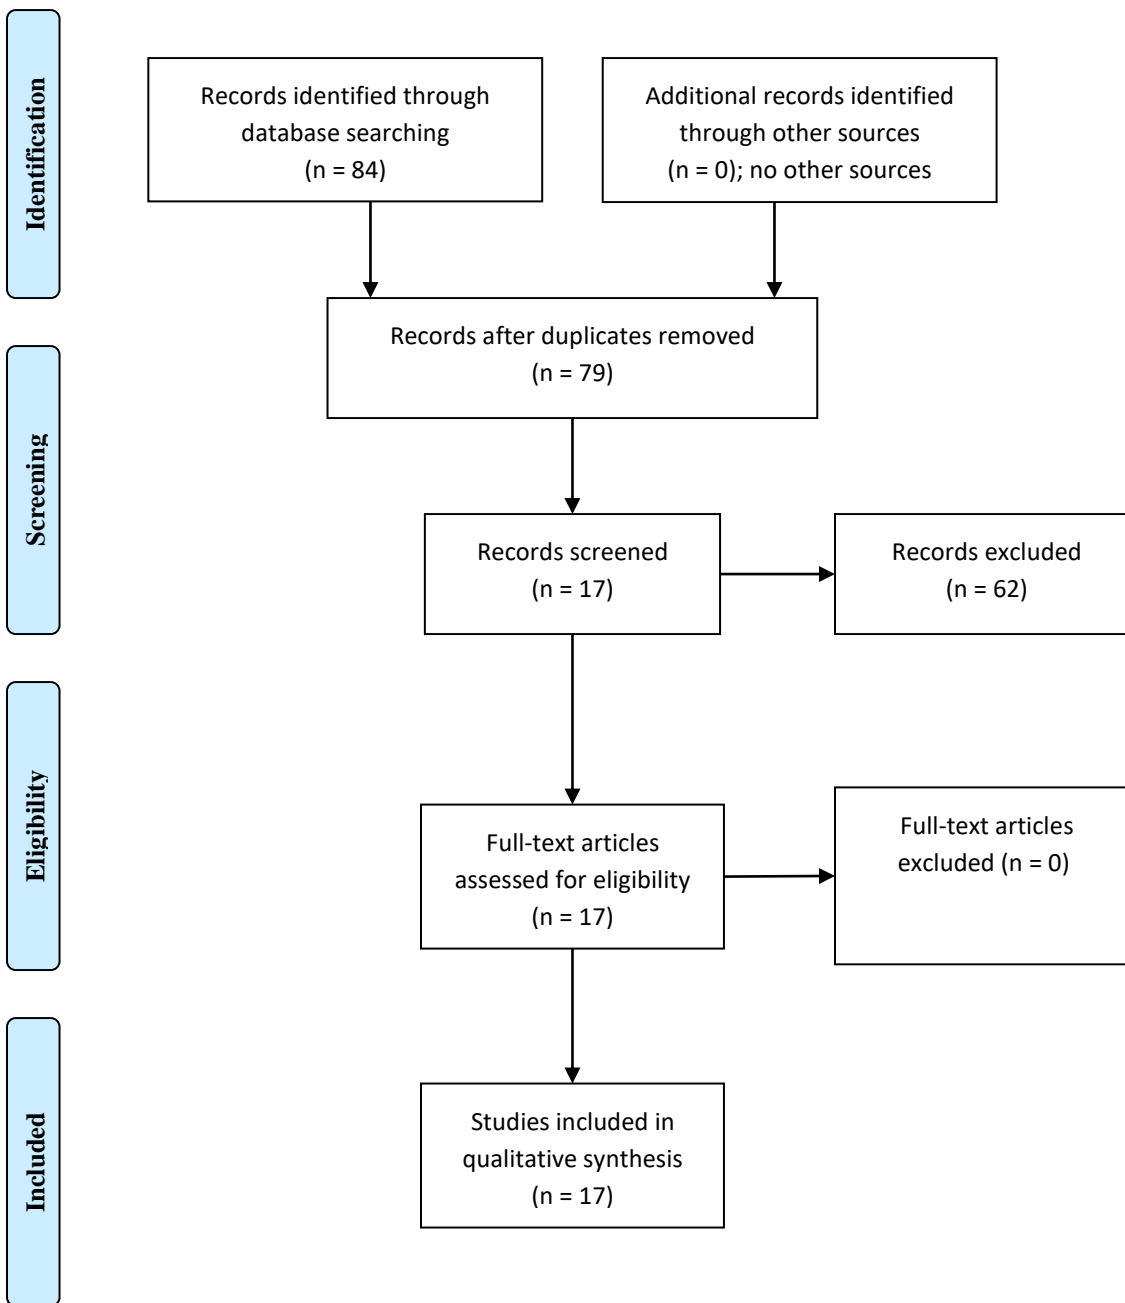 Identification
Records identified through
database searching
(n = 84)
Additional records identified
through other sources
(n = 0); no other sources
Records after duplicates removed
(n = 79)
Screening
Records screened
(n = 17)
Records excluded
(n = 62)
Eligibility
Full-text articles
assessed for eligibility
(n = 17)
Full-text articles
excluded (n = 0)
Included
Studies included in
qualitative synthesis
(n = 17)